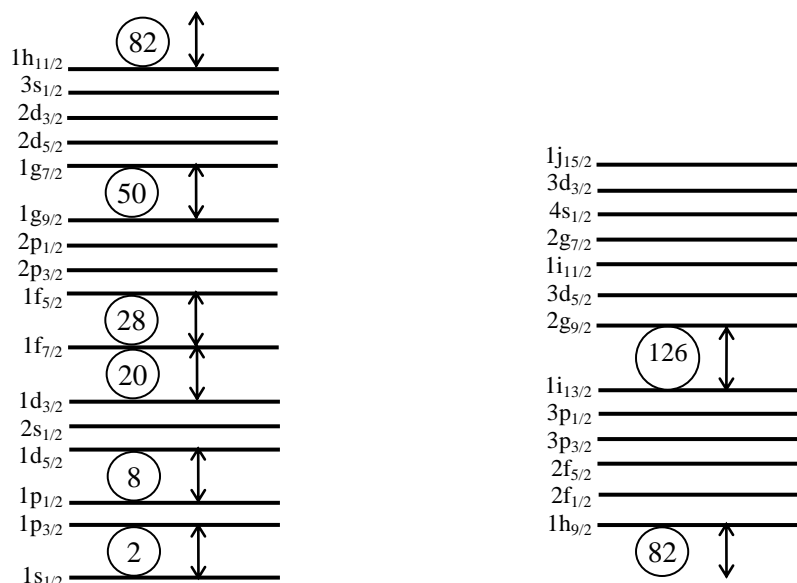 82
1h11/2
3s1/2
2d3/2
2d5/2
1g7/2
50
1g9/2
2p1/2
2p3/2
1f5/2
28
1f7/2
20
1d3/2
2s1/2
1d5/2
8
1p1/2
1p3/2
2
1s1/2
1j15/2
3d3/2
4s1/2
2g7/2
1i11/2
3d5/2
2g9/2
126
1i13/2
3p1/2
3p3/2
2f5/2
2f1/2
1h9/2
82